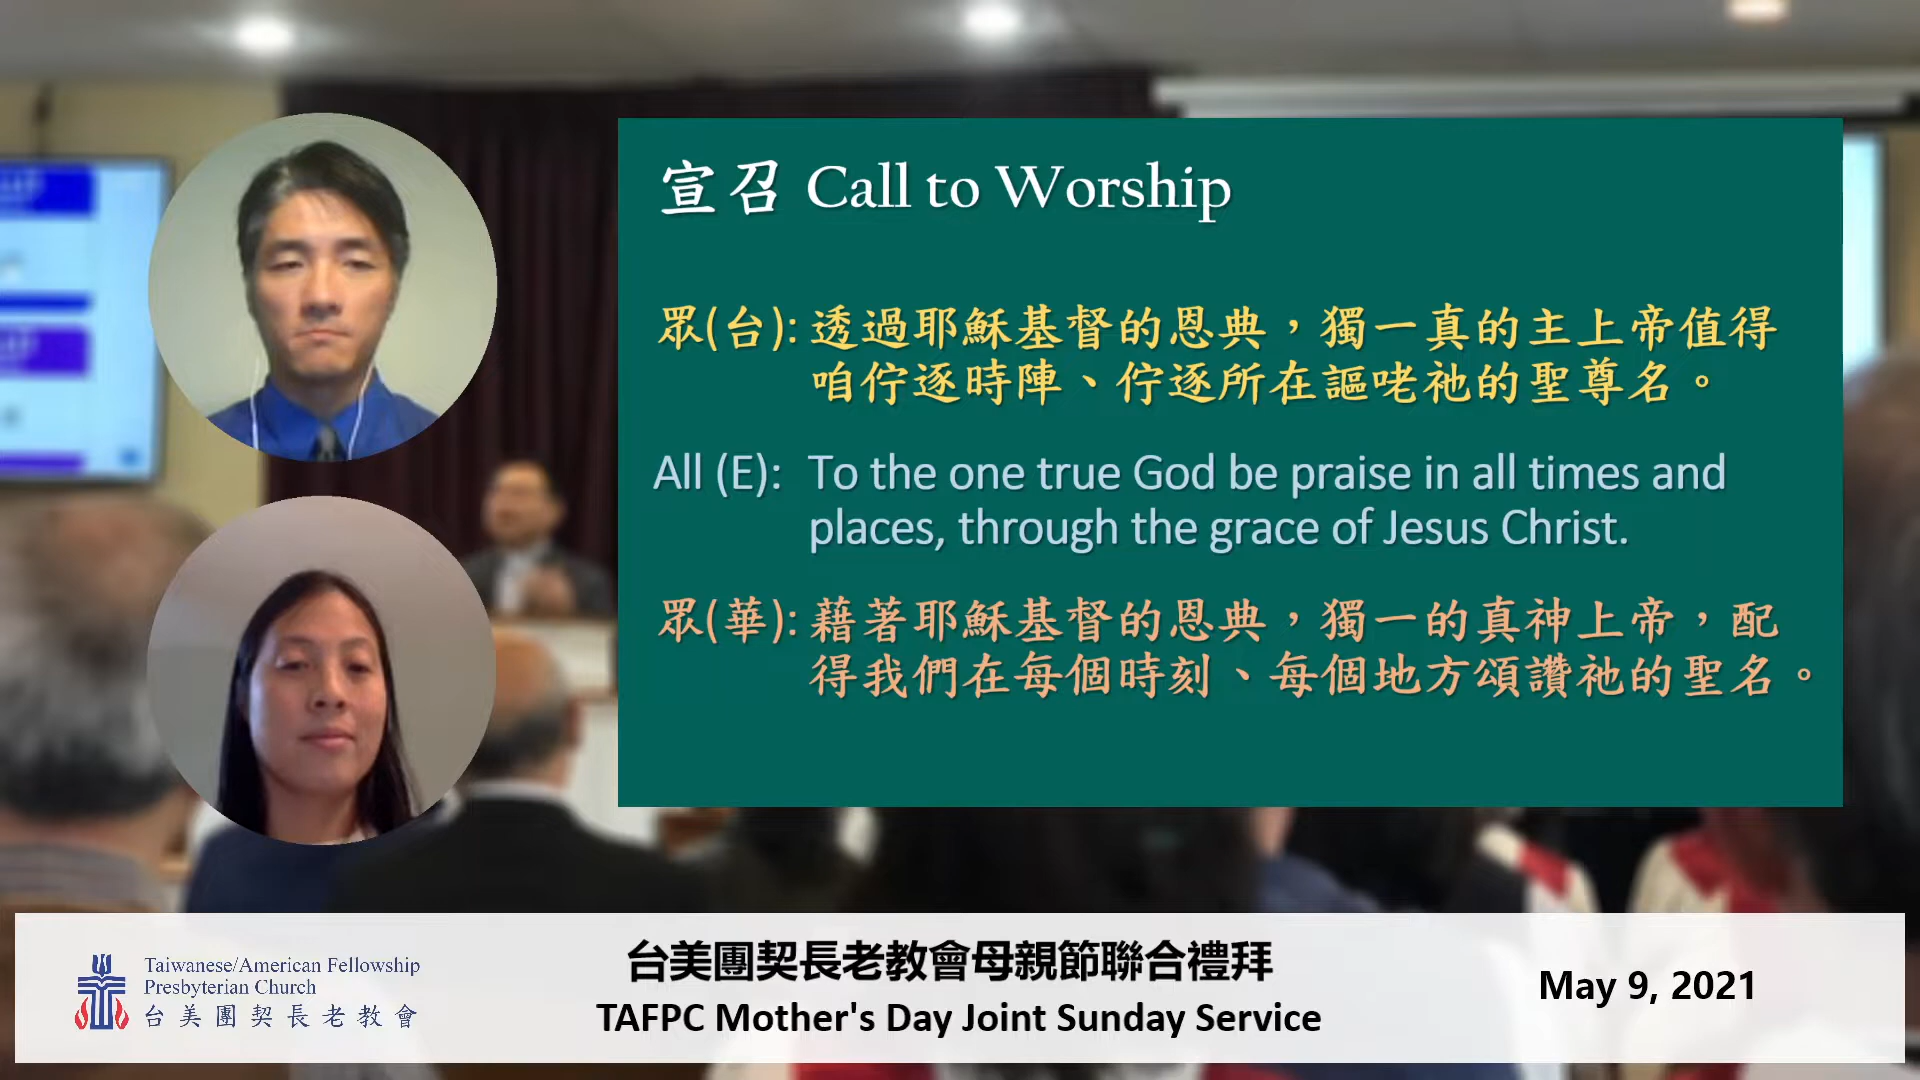 宣召 Call to Worship
眾(台): 透過耶穌基督的恩典，獨一真的主上帝值得
咱佇逐時陣、佇逐所在謳咾祂的聖尊名。
All (E): To the one true God be praise in all times and
places, through the grace of Jesus Christ.
眾(華): 藉著耶穌基督的恩典，獨一的真神上帝，配
得我們在每個時刻、每個地方頌讚祂的聖名。
Taiwanese/American Fellowship
Presbyterian Church
台美團契長老教會
台美團契長老教會母親節聯合禮拜
TAFPC Mother's Day Joint Sunday Service
May 9, 2021